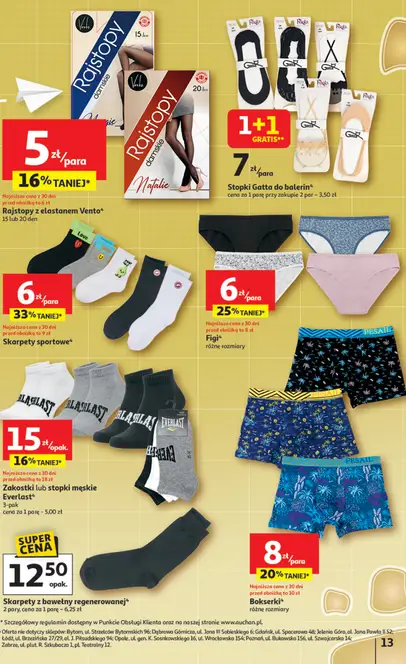 15 den
Rajstopy
damskie
20 den
Rajstopy
damskie
Natalie
5 zł/para
16% TANIEJ*
Najniższa cena z 30 dni
przed obniżką to 6 zł
Rajstopy z elastanem Vento*
15 lub 20 den
GATTA
1+1
GRATIS**
7 zł/para
Stopki Gatta do balerin*
cena za 1 parę przy zakupie 2 par – 3,50 zł
6 zł/para
33% TANIEJ*
Najniższa cena z 30 dni
przed obniżką to 9 zł
Skarpety sportowe*
6 zł/para
25% TANIEJ*
Najniższa cena z 30 dni
przed obniżką to 8 zł
Figi*
różne rozmiary
PESAIL
EVERLAST
15 zł/opak.
16% TANIEJ*
Najniższa cena z 30 dni
przed obniżką to 18 zł
Zakostki lub stopki męskie
Everlast*
3-pak
cena za 1 parę – 5,00 zł
SUPER
CENA
12 50
opak.
Skarpety z bawełny regenerowanej*
2 pary, cena za 1 parę – 6,25 zł
8 zł/para
20% TANIEJ*
Najniższa cena z 30 dni
przed obniżką to 10 zł
Bokserki*
różne rozmiary
* Szczegółowy regulamin dostępny w Punkcie Obsługi Klienta oraz na naszej stronie www.auchan.pl.
13